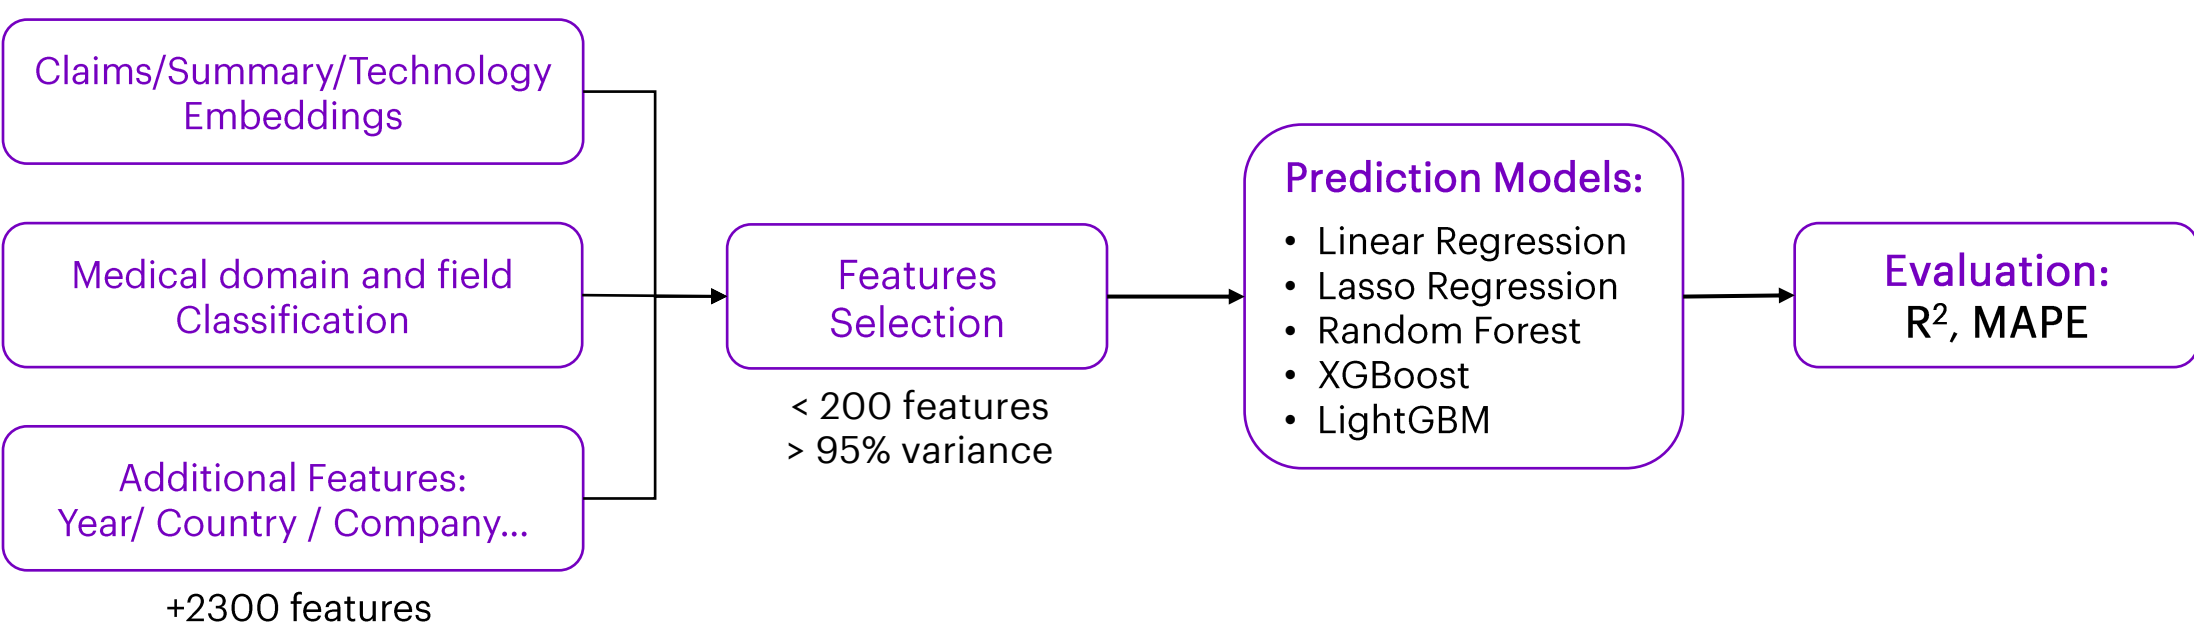 Claims/Summary/Technology
Embeddings
Medical domain and field
Classification
Additional Features:
Year/ Country / Company...
+2300 features
Features
Selection
< 200 features
> 95% variance
Prediction Models:
• Linear Regression
• Lasso Regression
• Random Forest
• XGBoost
• LightGBM
Evaluation:
R², MAPE